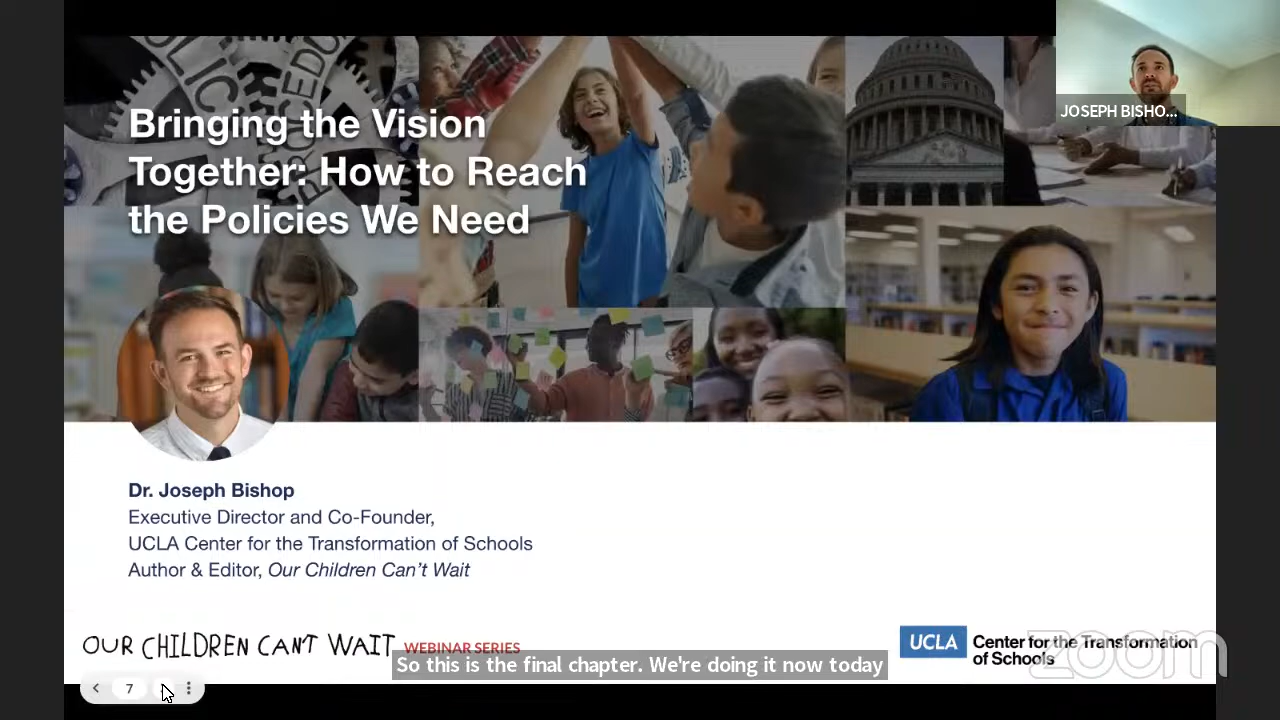 POLICIES
PROCEDU
Bringing the Vision
Together: How to Reach
the Policies We Need
JOSEPH BISHO...
Dr. Joseph Bishop
Executive Director and Co-Founder,
UCLA Center for the Transformation of Schools
Author & Editor, Our Children Can't Wait
OUR CHILDREN CAN'T WAIT WEBINAR SERIES
UCLA Center for the Transformation
of Schools
So this is the final chapter. We're doing it now today
zoom
7